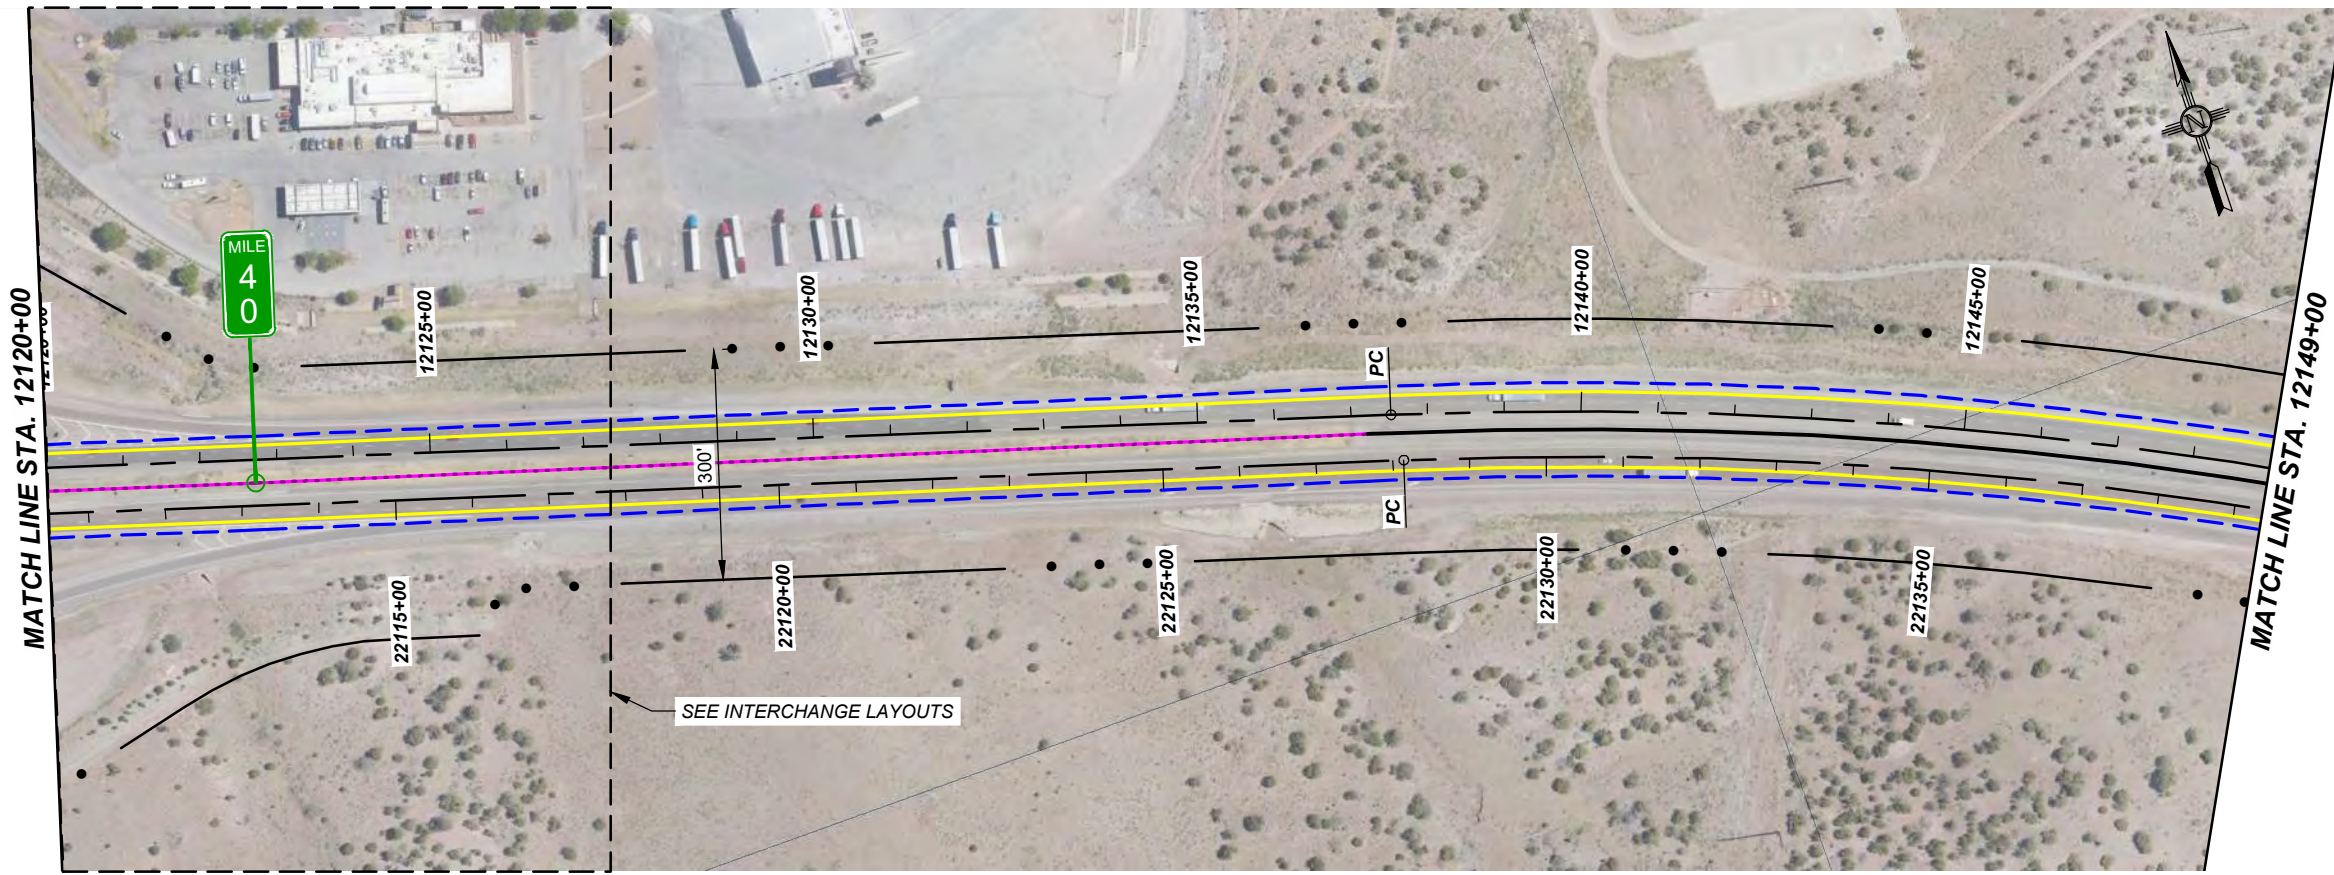 MATCH LINE STA. 12120+00
12120+00
MILE
4
0
12125+00
12130+00
12135+00
12140+00
12145+00
N
PC
300'
PC
22115+00
22120+00
22125+00
22130+00
22135+00
SEE INTERCHANGE LAYOUTS
MATCH LINE STA. 12149+00